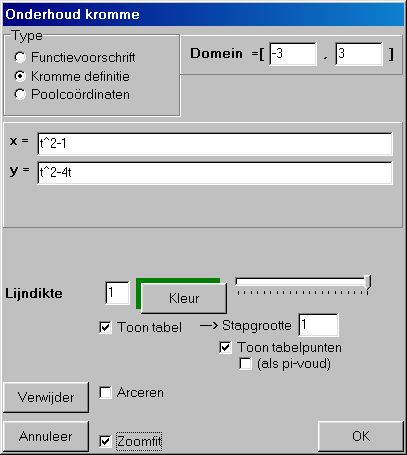 Onderhoud kromme
Type
Functievoorschrift
Kromme definitie
Poolcoördinaten
Domein =[ -3 , 3 ]
x = t^2-1
y = t^2-4t
Lijndikte 1 Kleur
Toon tabel —> Stapgrootte 1
Toon tabelpunten
(als pi-voud)
Verwijder Arceren
Annuleer Zoomfit OK